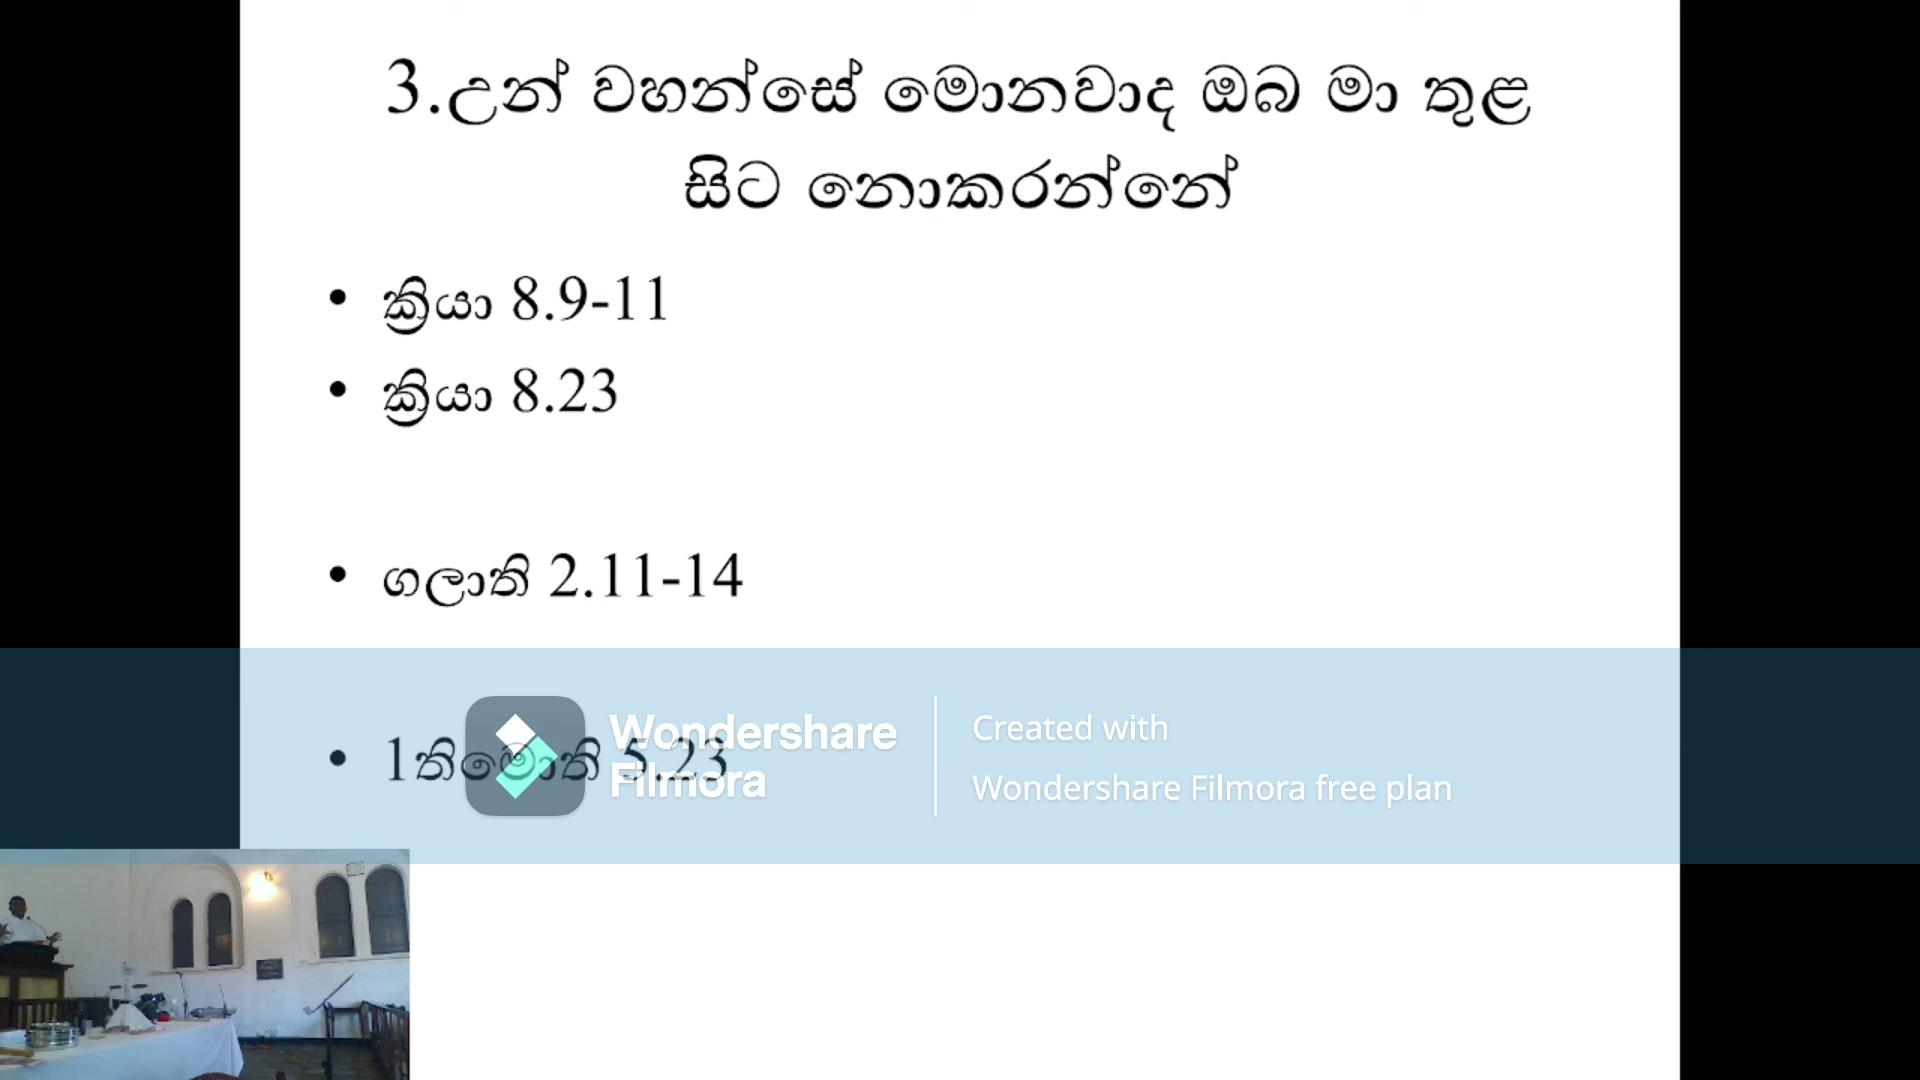 3.උන් වහන්සේ මොනවාද ඔබ මා තුළ
සිට නොකරන්නේ
• ක්‍රියා 8.9-11
• ක්‍රියා 8.23
• ගලාති 2.11-14
• 1තිමොති 5.23
Wondershare
Filmora
Created with
Wondershare Filmora free plan